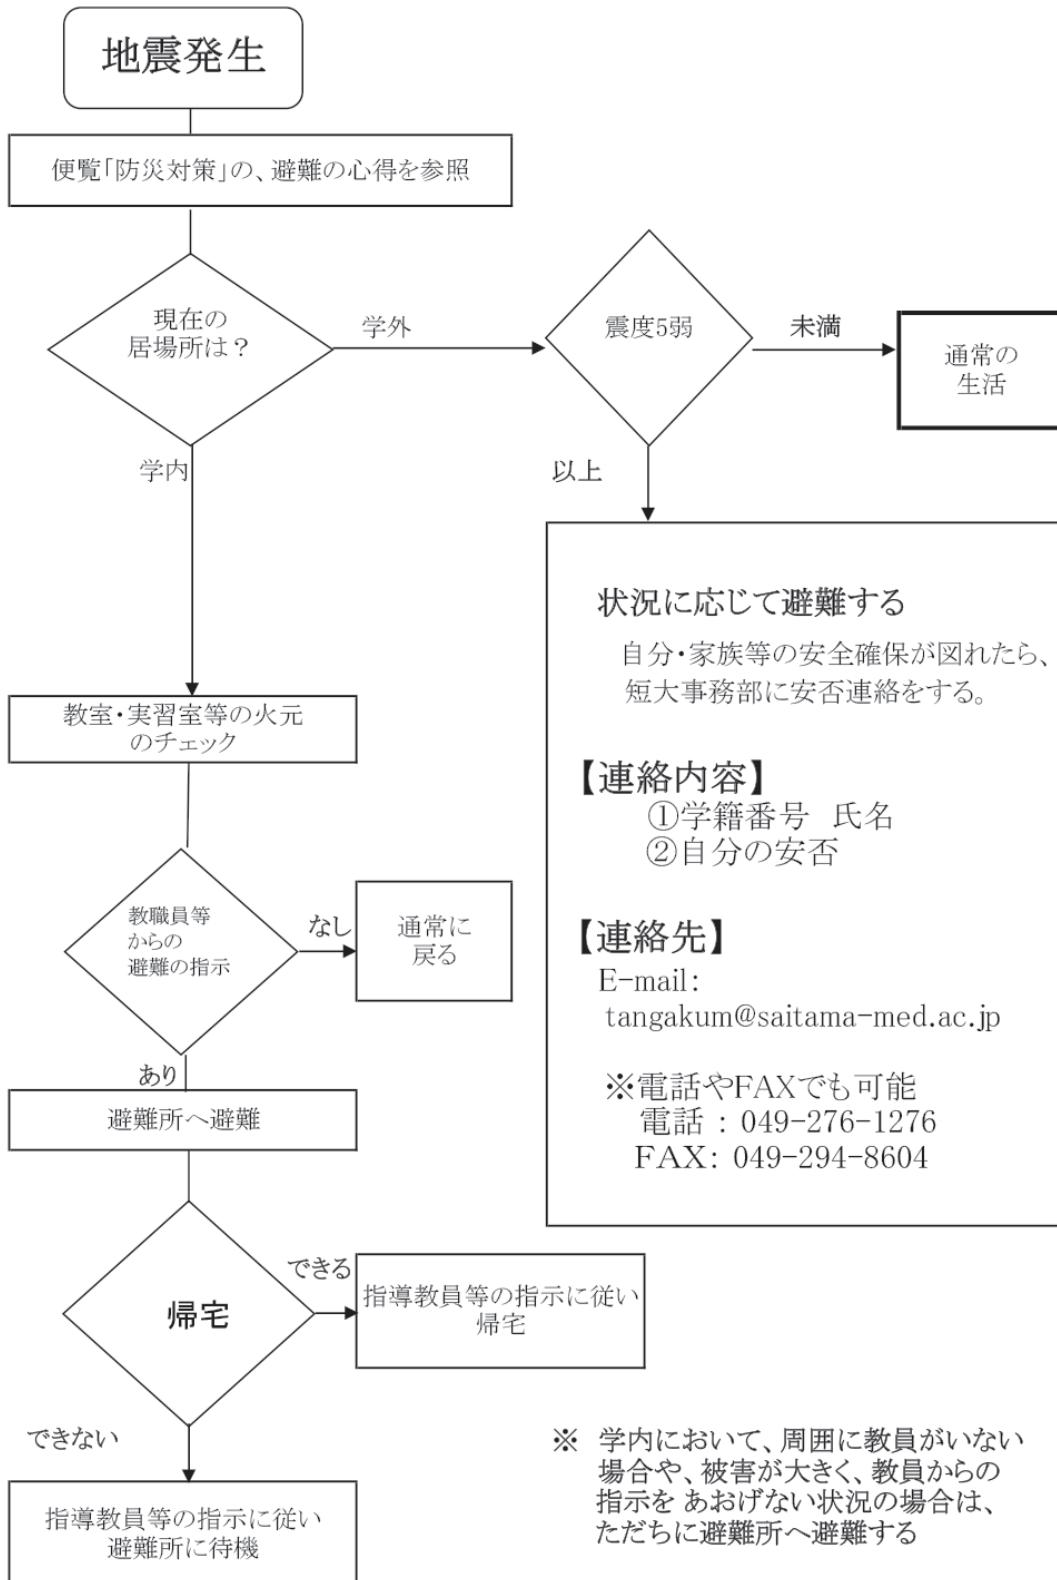 地震発生
便覧「防災対策」の、避難の心得を参照
現在の
居場所は？
学外
震度5弱
未満
通常の
生活
学内
以上
状況に応じて避難する
自分・家族等の安全確保が図れたら、
短大事務部に安否連絡をする。
【連絡内容】
①学籍番号　氏名
②自分の安否
【連絡先】
E-mail:
tangakum@saitama-med.ac.jp
※電話やFAXでも可能
電話：049-276-1276
FAX：049-294-8604
教室・実習室等の火元
のチェック
教職員等
からの
避難の指示
なし
通常に
戻る
あり
避難所へ避難
帰宅
できる
指導教員等の指示に従い
帰宅
できない
指導教員等の指示に従い
避難所に待機
※　学内において、周囲に教員がいない
場合や、被害が大きく、教員からの
指示を あおげない状況の場合は、
ただちに避難所へ避難する